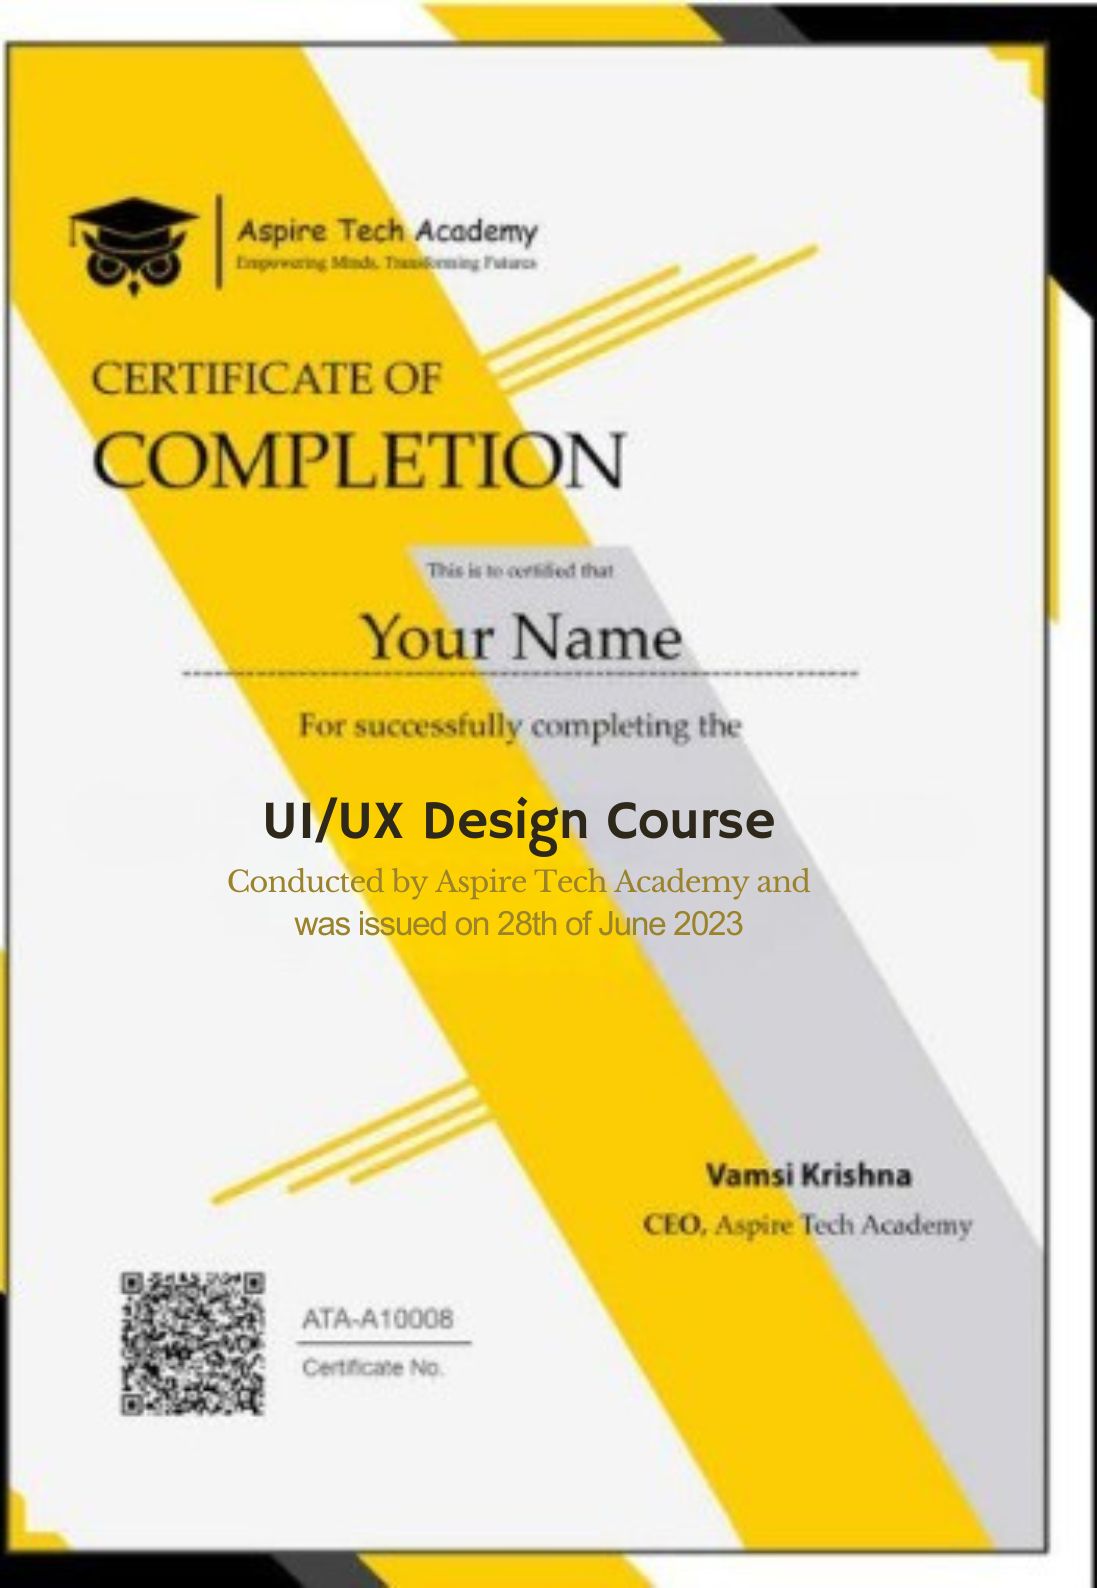 Aspire Tech Academy
Empowering Minds, Transforming Futures
CERTIFICATE OF
COMPLETION
This is to certified that
Your Name
For successfully completing the
UI/UX Design Course
Conducted by Aspire Tech Academy and
was issued on 28th of June 2023
Vamsi Krishna
CEO, Aspire Tech Academy
ATA-A10008
Certificate No.